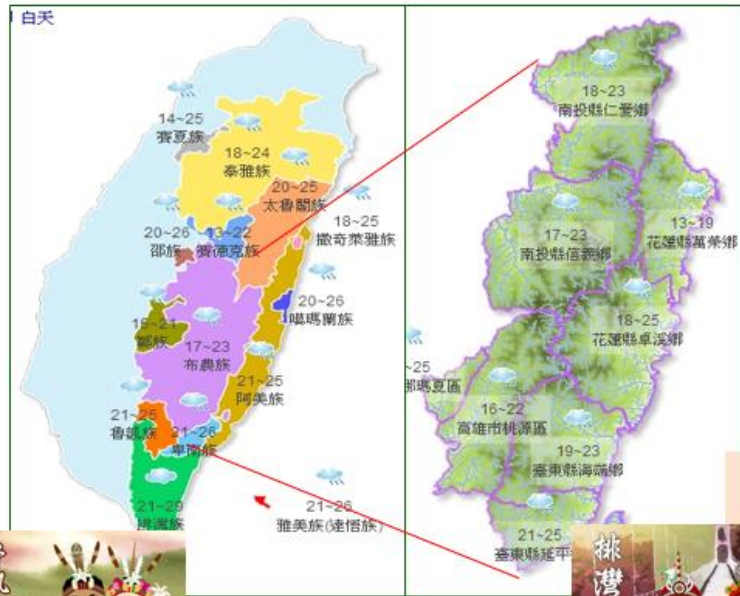 白天
14~25
賽夏族
18~24
泰雅族
20~25
太魯閣族
18~25
撒奇萊雅族
20~26
邵族
13~22
賽德克族
20~26
噶瑪蘭族
15~21
鄒族
17~23
布農族
21~25
阿美族
21~25
魯凱族
21~26
卑南族
21~29
排灣族
21~26
雅美族(達悟族)
18~23
南投縣仁愛鄉
17~23
南投縣信義鄉
13~19
花蓮縣萬榮鄉
18~25
花蓮縣卓溪鄉
~25
那瑪夏區
16~22
高雄市桃源區
19~23
臺東縣海端鄉
21~25
臺東縣延平
排灣